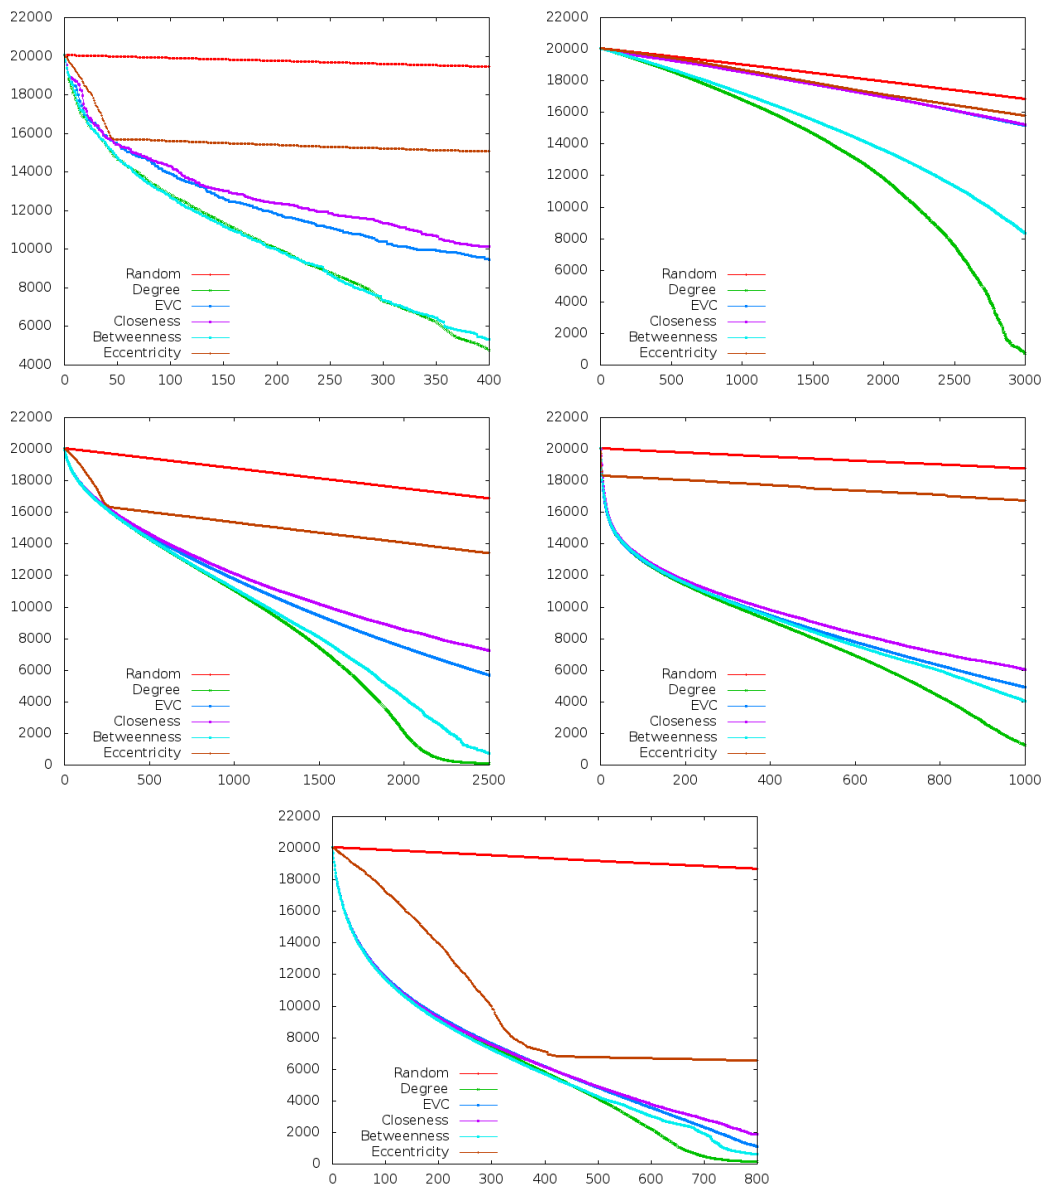 22000
20000
18000
16000
14000
12000
10000
8000
6000
4000
Random
Degree
EVC
Closeness
Betweenness
Eccentricity
0 50 100 150 200 250 300 350 400
22000
20000
18000
16000
14000
12000
10000
8000
6000
4000
2000
0
Random
Degree
EVC
Closeness
Betweenness
Eccentricity
0 500 1000 1500 2000 2500 3000
22000
20000
18000
16000
14000
12000
10000
8000
6000
4000
2000
0
Random
Degree
EVC
Closeness
Betweenness
Eccentricity
0 500 1000 1500 2000 2500
22000
20000
18000
16000
14000
12000
10000
8000
6000
4000
2000
0
Random
Degree
EVC
Closeness
Betweenness
Eccentricity
0 200 400 600 800 1000
22000
20000
18000
16000
14000
12000
10000
8000
6000
4000
2000
0
Random
Degree
EVC
Closeness
Betweenness
Eccentricity
0 100 200 300 400 500 600 700 800